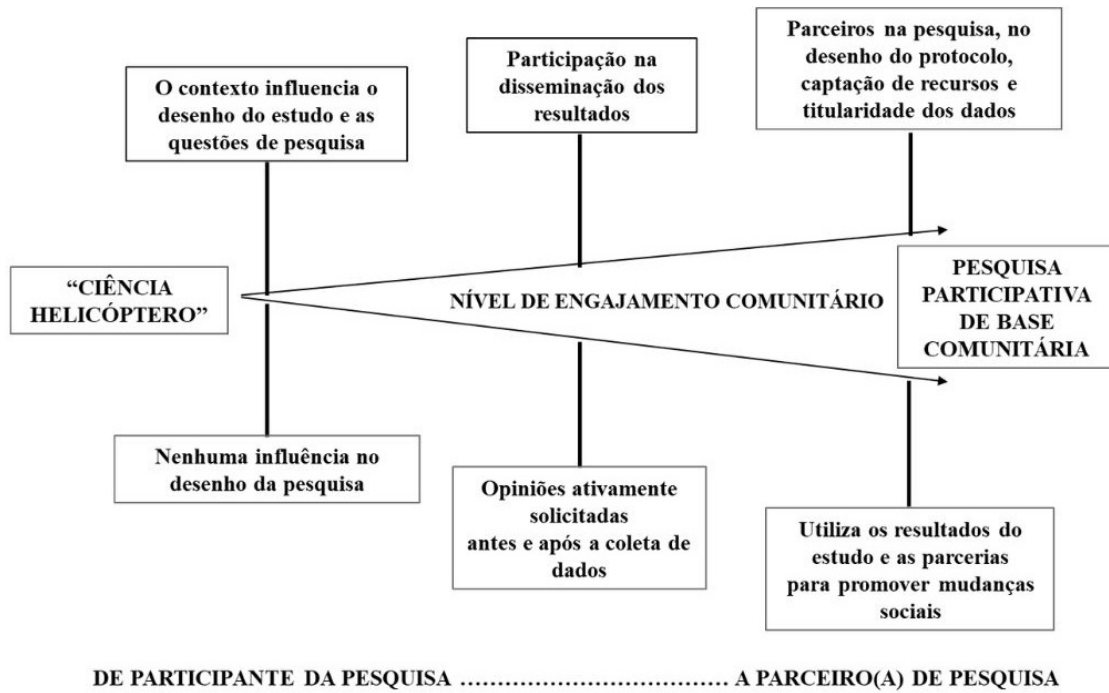 O contexto influencia o
desenho do estudo e as
questões de pesquisa
Participação na
disseminação dos
resultados
Parceiros na pesquisa, no
desenho do protocolo,
captação de recursos e
titularidade dos dados
“CIÊNCIA
HELICÓPTERO”
NÍVEL DE ENGAJAMENTO COMUNITÁRIO
PESQUISA
PARTICIPATIVA
DE BASE
COMUNITÁRIA
Nenhuma influência no
desenho da pesquisa
Opiniões ativamente
solicitadas
antes e após a coleta de
dados
Utiliza os resultados do
estudo e as parcerias
para promover mudanças
sociais
DE PARTICIPANTE DA PESQUISA .................................. A PARCEIRO(A) DE PESQUISA